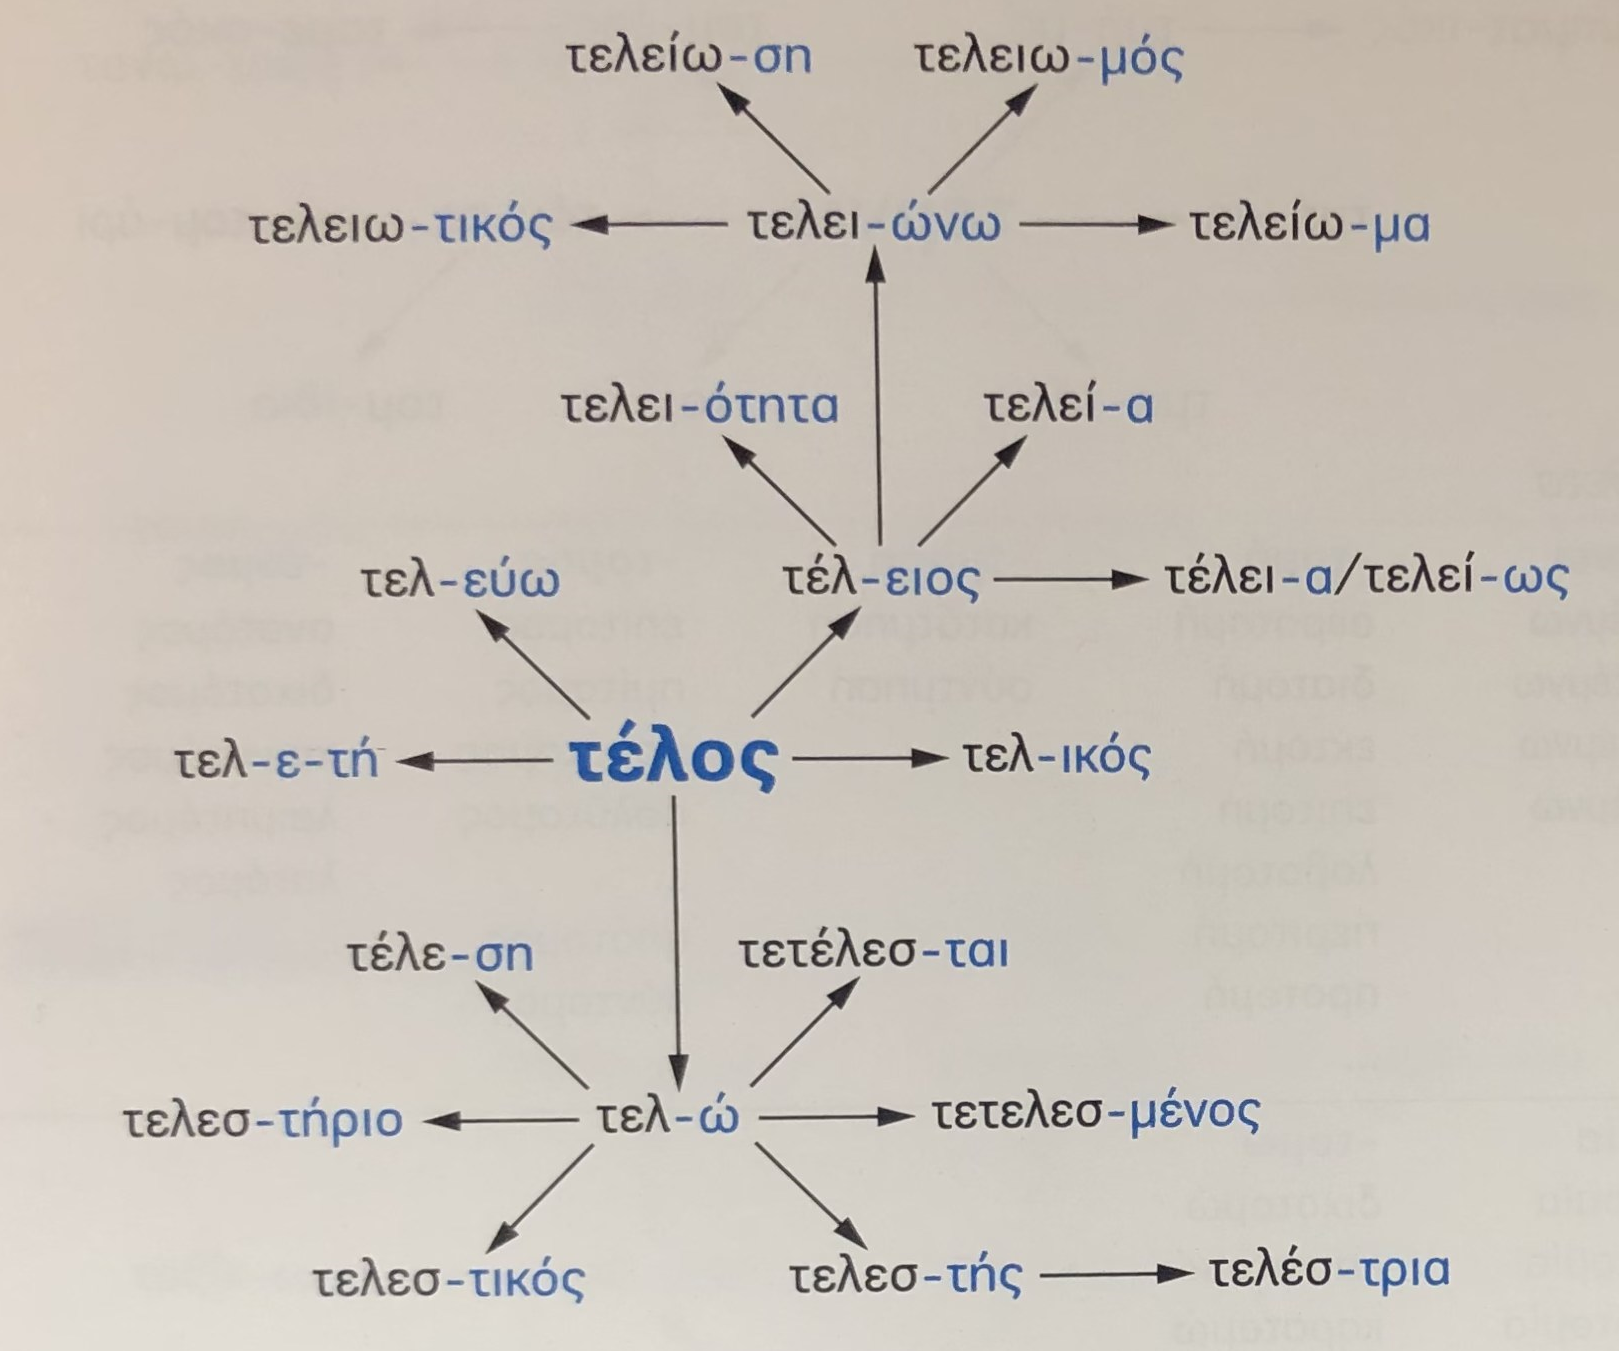 τελείω-ση τελειω-μός
τελειω-τικός τελει-ώνω τελείω-μα
τελει-ότητα τελεί-α
τελ-εύω τέλ-ειος τέλει-α/τελεί-ως
τελ-ε-τή τέλος τελ-ικός
τέλε-ση τετέλεσ-ται
τελεσ-τήριο τελ-ώ τετελεσ-μένος
τελεσ-τικός τελεσ-τής τελέσ-τρια